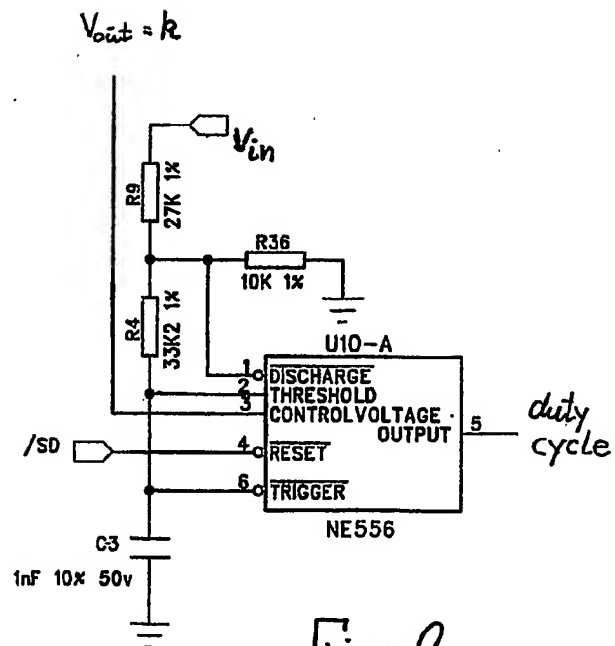 Vout = k
Vin
R9
27K 1%
R36
10K 1%
R4
33K2 1%
U10-A
1 DISCHARGE
2 THRESHOLD
3 CONTROLVOLTAGE
OUTPUT 5
duty
cycle
/SD
4 RESET
6 TRIGGER
NE556
C3
1nF 10% 50v